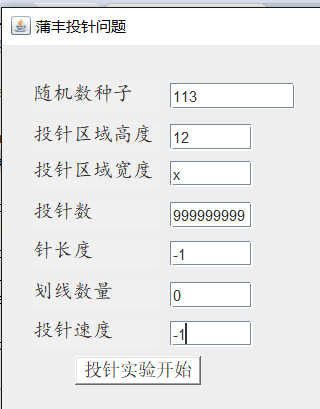 蒲丰投针问题
随机数种子 113
投针区域高度 12
投针区域宽度 x
投针数 999999999
针长度 -1
划线数量 0
投针速度 -1
投针实验开始